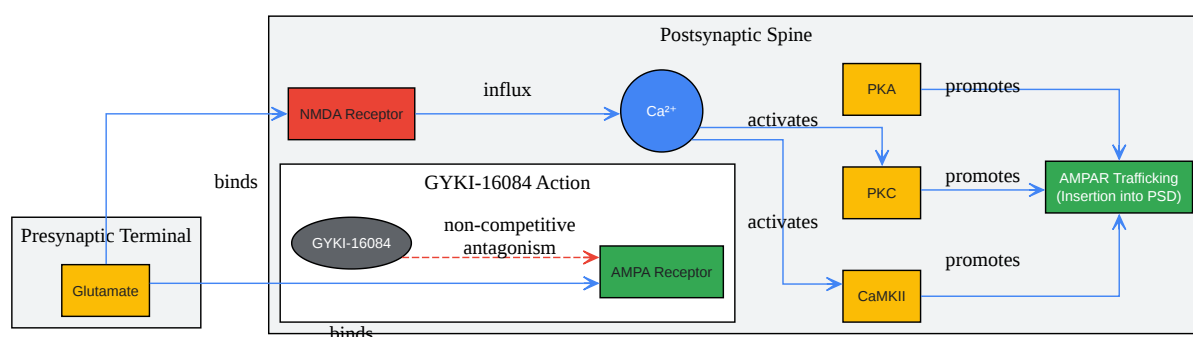 Postsynaptic Spine
NMDA Receptor
influx
Ca²⁺
PKA
promotes
activates
binds
GYKI-16084 Action
PKC
promotes
AMPAR Trafficking
(Insertion into PSD)
Presynaptic Terminal
GYKI-16084
non-competitive
antagonism
activates
Glutamate
AMPA Receptor
CaMKII
promotes
binds